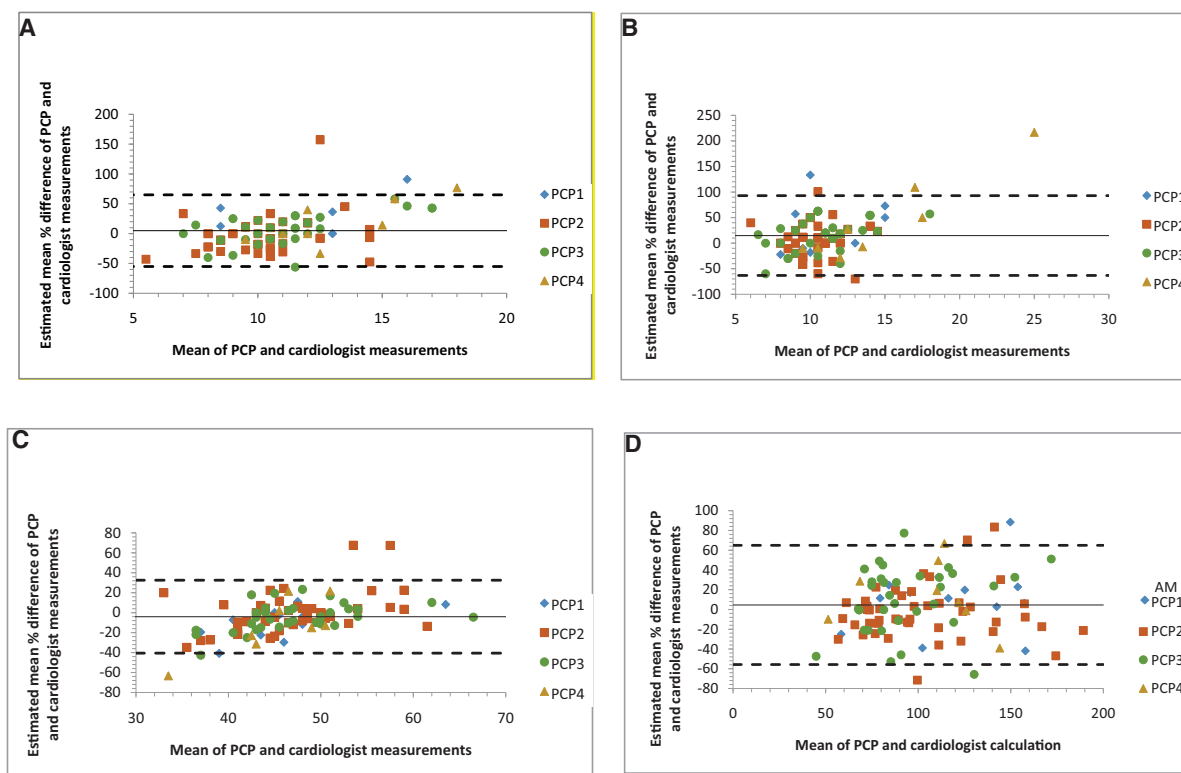 A
Estimated mean % difference of PCP and
cardiologist measurements
200
150
100
50
0
-50
-100
5
10
15
20
Mean of PCP and cardiologist measurements
PCP1
PCP2
PCP3
PCP4
B
Estimated mean % difference of PCP and
cardiologist measurements
250
200
150
100
50
0
-50
-100
5
10
15
20
25
30
Mean of PCP and cardiologist measurements
PCP1
PCP2
PCP3
PCP4
C
Estimated mean % difference of PCP
and cardiologist measurements
80
60
40
20
0
-20
-40
-60
-80
30
40
50
60
70
Mean of PCP and cardiologist measurements
PCP1
PCP2
PCP3
PCP4
D
Estimated mean % difference of PCP
and cardiologist measurements
100
80
60
40
20
0
-20
-40
-60
-80
0
50
100
150
200
Mean of PCP and cardiologist calculation
AM
PCP1
PCP2
PCP3
PCP4